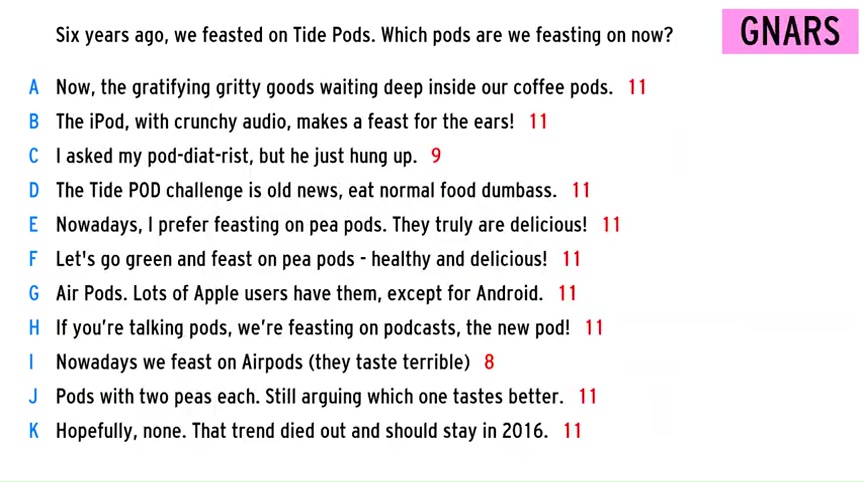 Six years ago, we feasted on Tide Pods. Which pods are we feasting on now?
GNARS
A Now, the gratifying gritty goods waiting deep inside our coffee pods. 11
B The iPod, with crunchy audio, makes a feast for the ears! 11
C I asked my pod-diat-rist, but he just hung up. 9
D The Tide POD challenge is old news, eat normal food dumbass. 11
E Nowadays, I prefer feasting on pea pods. They truly are delicious! 11
F Let's go green and feast on pea pods - healthy and delicious! 11
G Air Pods. Lots of Apple users have them, except for Android. 11
H If you’re talking pods, we’re feasting on podcasts, the new pod! 11
I Nowadays we feast on Airpods (they taste terrible) 8
J Pods with two peas each. Still arguing which one tastes better. 11
K Hopefully, none. That trend died out and should stay in 2016. 11